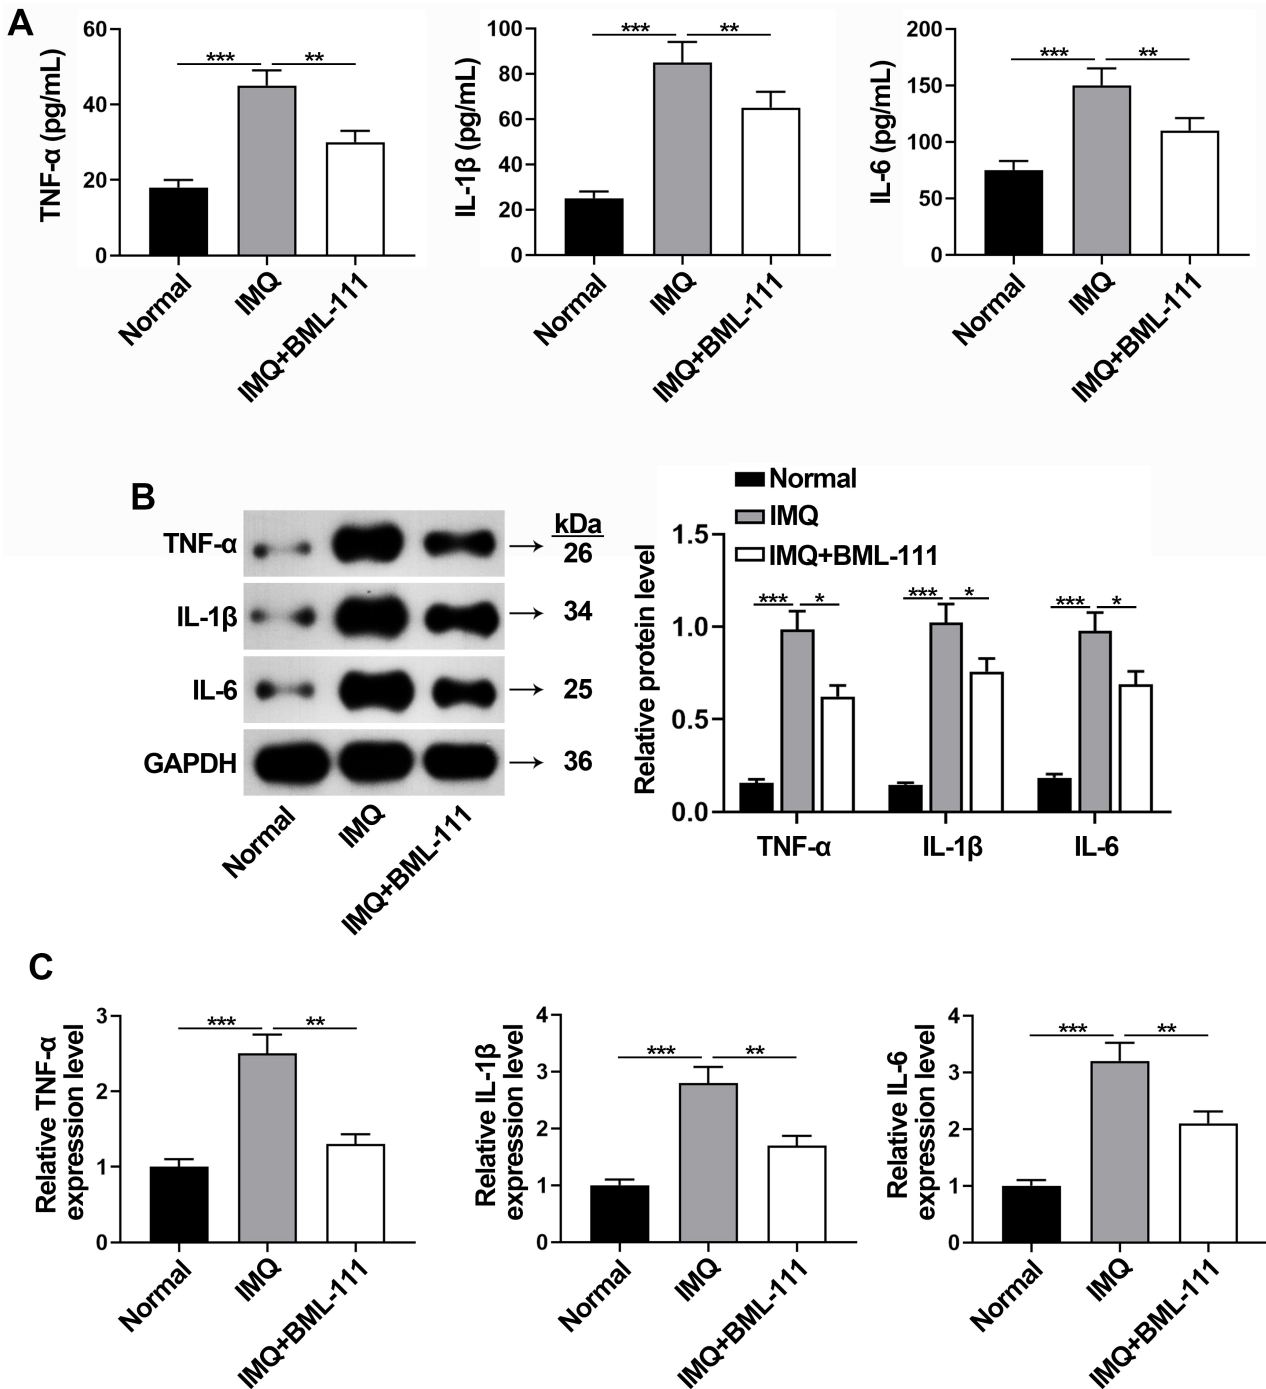 A
TNF-α (pg/mL)
60
40
20
0
*** **
Normal
IMQ
IMQ+BML-111
IL-1β (pg/mL)
100
80
60
40
20
0
*** **
Normal
IMQ
IMQ+BML-111
IL-6 (pg/mL)
200
150
100
50
0
*** **
Normal
IMQ
IMQ+BML-111
B
kDa
TNF-α 26
IL-1β 34
IL-6 25
GAPDH 36
Normal
IMQ
IMQ+BML-111
Normal
IMQ
IMQ+BML-111
Relative protein level
1.5
1.0
0.5
0.0
*** * *** * *** *
TNF-α IL-1β IL-6
C
Relative TNF-α
expression level
3
2
1
0
*** **
Normal
IMQ
IMQ+BML-111
Relative IL-1β
expression level
4
3
2
1
0
*** **
Normal
IMQ
IMQ+BML-111
Relative IL-6
expression level
4
3
2
1
0
*** **
Normal
IMQ
IMQ+BML-111